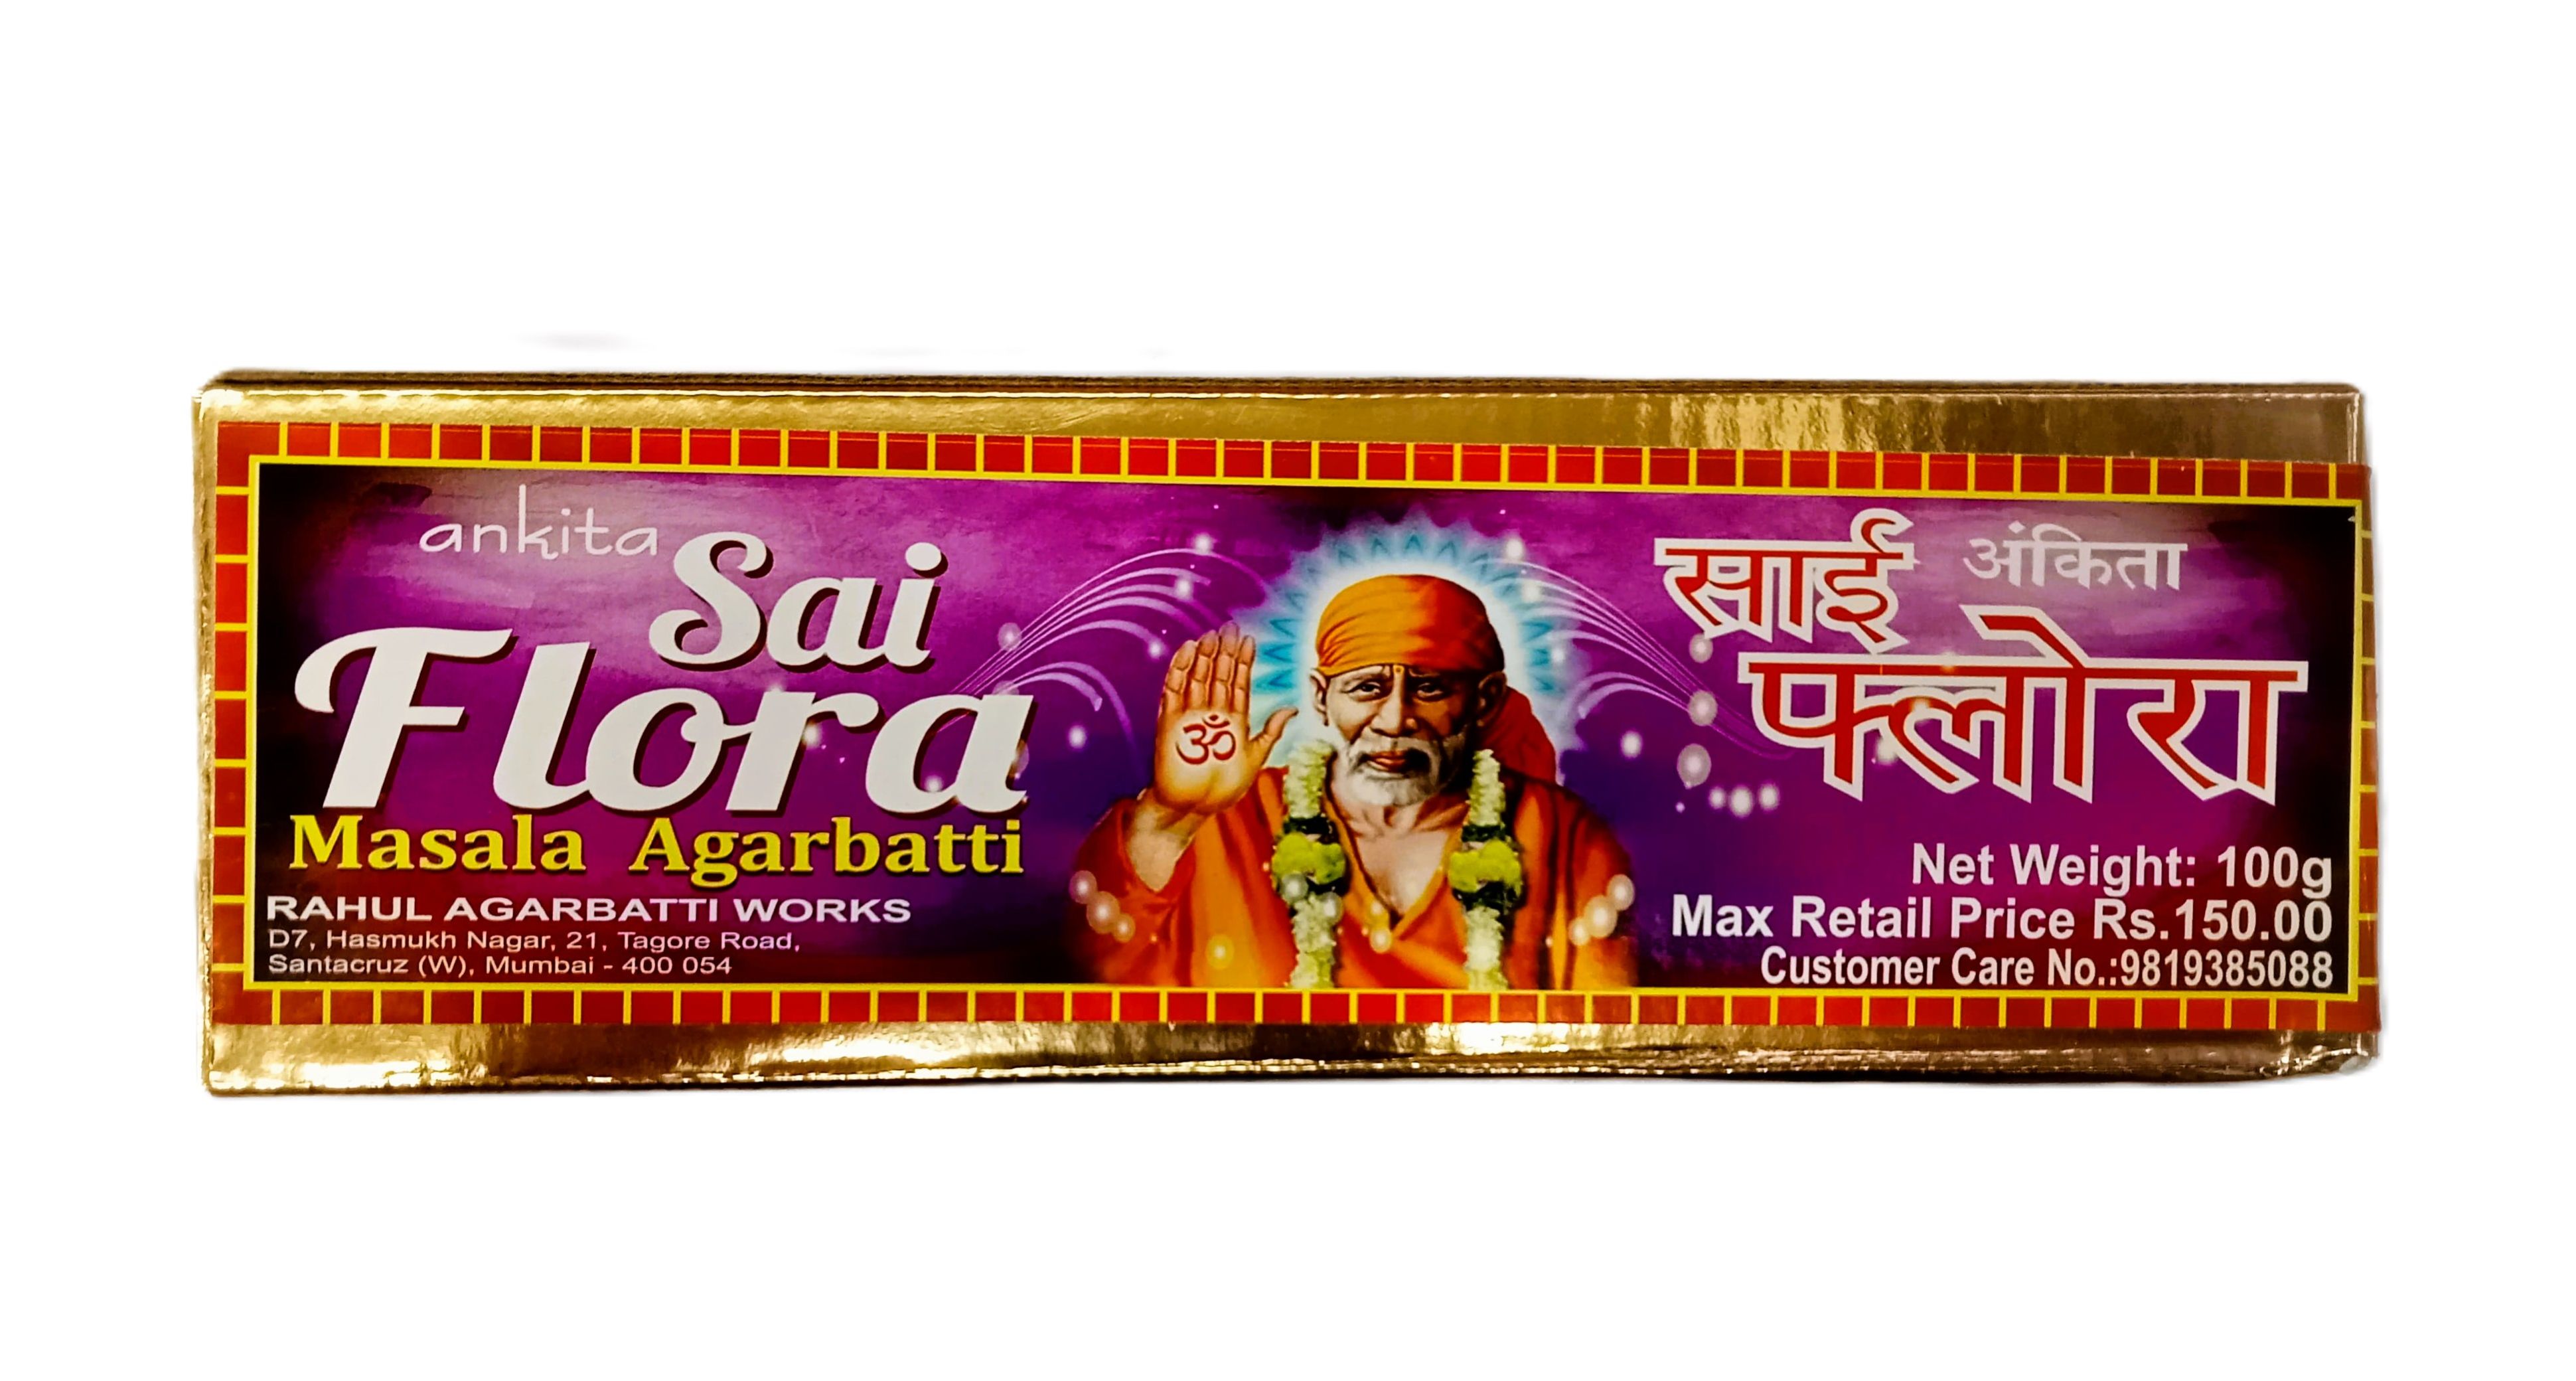 ankita
Sai
Flora
Masala Agarbatti
RAHUL AGARBATTI WORKS
D7, Hasmukh Nagar, 21, Tagore Road,
Santacruz (W), Mumbai - 400 054
ॐ
साई अंकिता
फ्लोरा
Net Weight: 100g
Max Retail Price Rs.150.00
Customer Care No.:9819385088